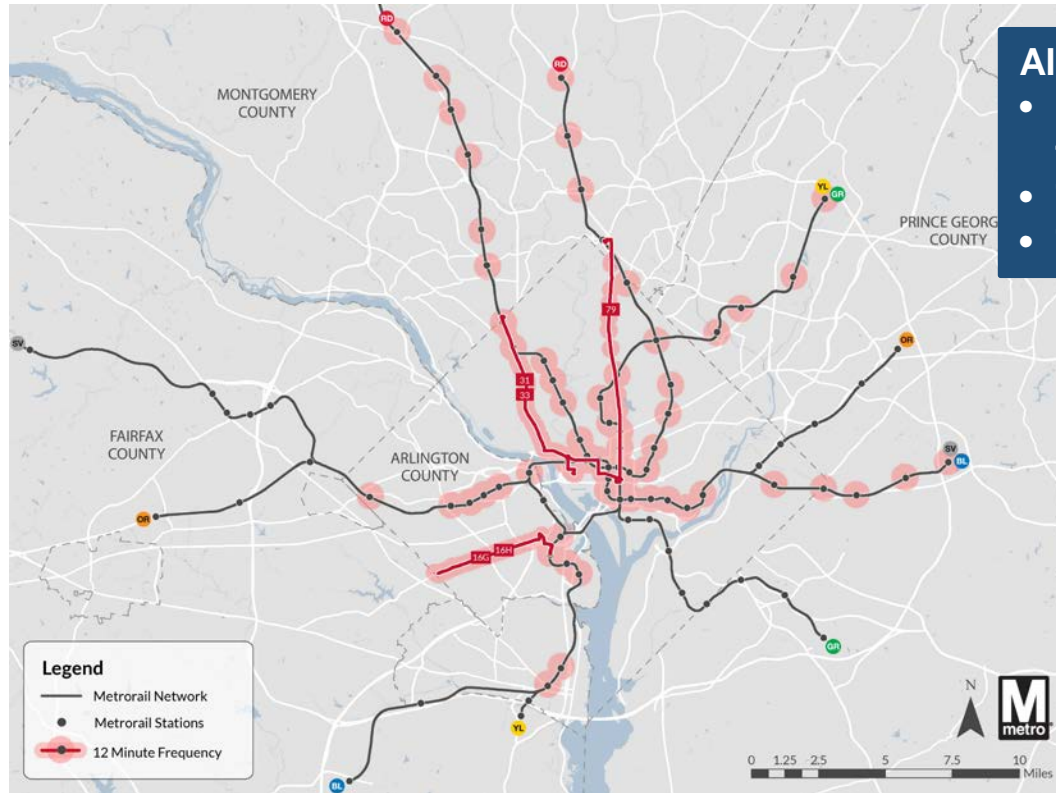 RD
RD
MONTGOMERY
COUNTY
YL
GR
PRINCE GEORG
COUNTY
79
SV
OR
31
33
FAIRFAX
COUNTY
ARLINGTON
COUNTY
SV
BL
OR
16G
16H
GR
YL
BL
Legend
Metrorail Network
Metrorail Stations
12 Minute Frequency
N
M
metro
0 1.25 2.5 5 7.5 10
Miles